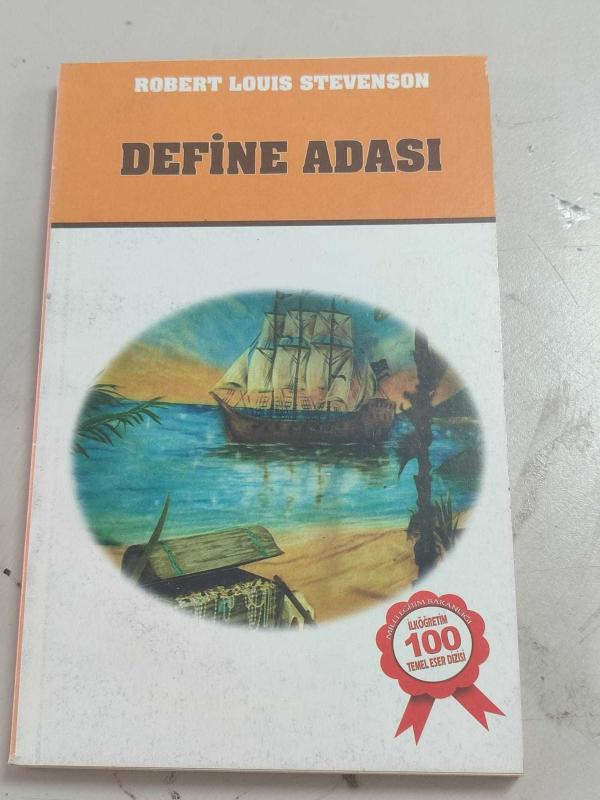 ROBERT LOUIS STEVENSON
DEFİNE ADASI
MİLLİ EĞİTİM BAKANLIĞI
İLKÖĞRETİM
100
TEMEL ESER DİZİSİ